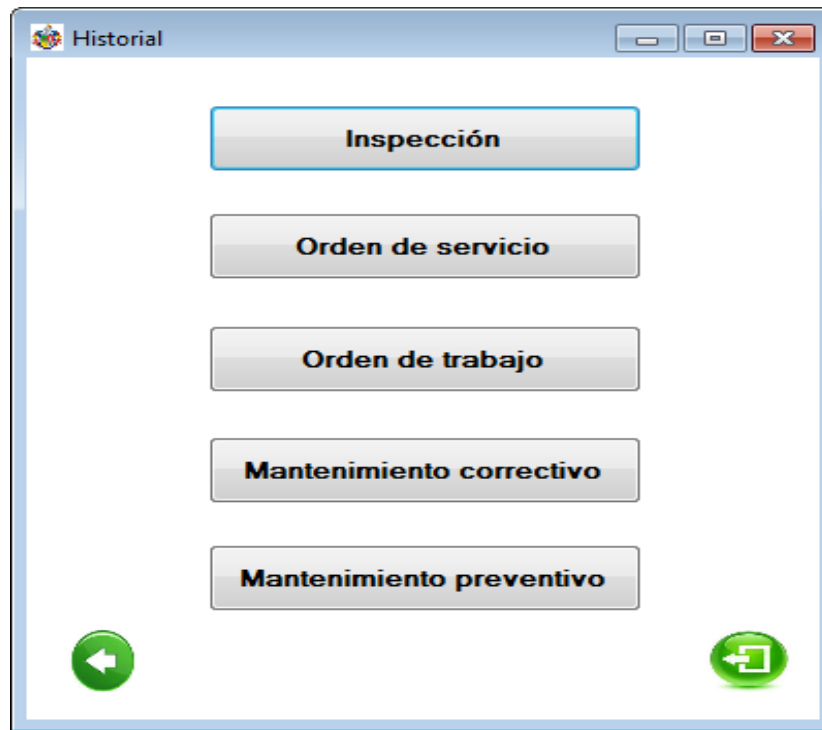 Historial
Inspección
Orden de servicio
Orden de trabajo
Mantenimiento correctivo
Mantenimiento preventivo